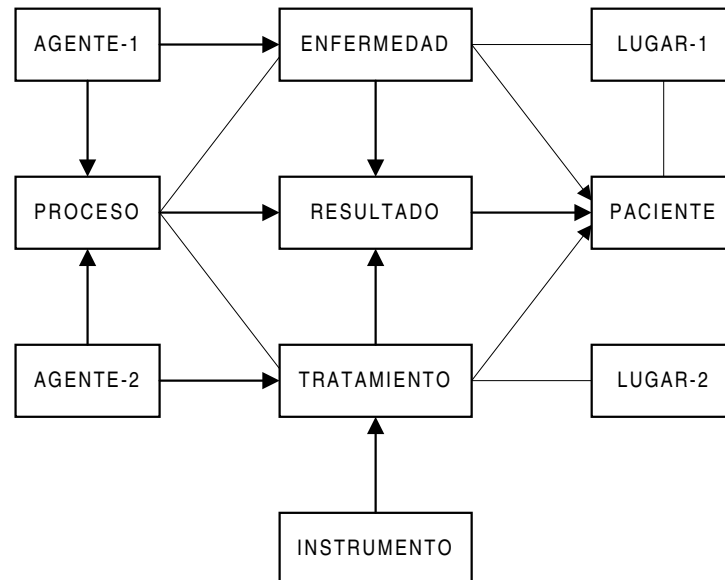 AGENTE-1
ENFERMEDAD
LUGAR-1
PROCESO
RESULTADO
PACIENTE
AGENTE-2
TRATAMIENTO
LUGAR-2
INSTRUMENTO